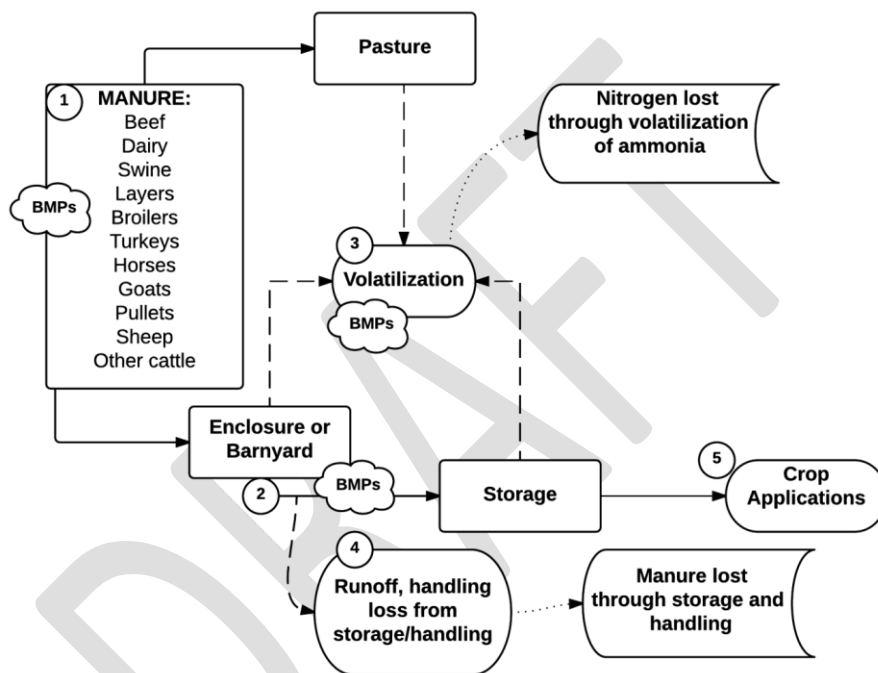 Pasture
1
MANURE:
Beef
Dairy
Swine
Layers
Broilers
Turkeys
Horses
Goats
Pullets
Sheep
Other cattle
BMPs
Nitrogen lost
through volatilization
of ammonia
3
Volatilization
BMPs
Enclosure or
Barnyard
2
BMPs
Storage
5
Crop
Applications
4
Runoff, handling
loss from
storage/handling
Manure lost
through storage and
handling
DRAFT